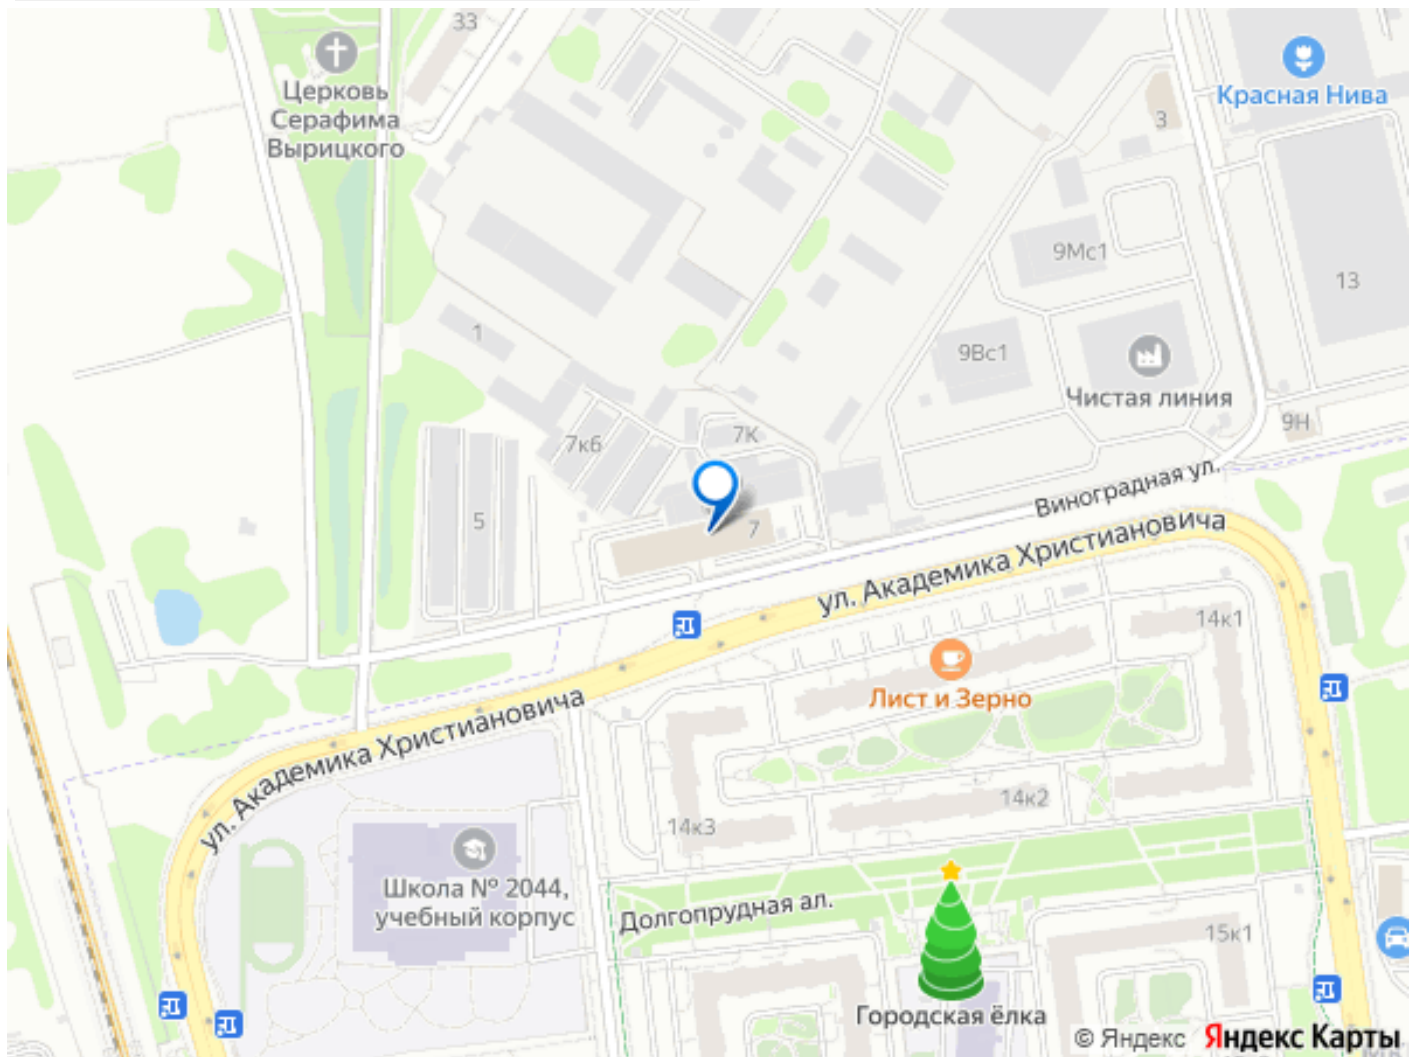 33
Церковь
Серафима
Вырицкого
Красная Нива
3
9Мс1
13
1
9Вс1
Чистая линия
9Н
7К
7к6
5
7
Виноградная ул.
ул. Академика Христиановича
14к1
Лист и Зерно
ул. Академика Христиановича
14к2
14к3
Школа № 2044,
учебный корпус
Долгопрудная ал.
15к1
Городская ёлка
© Яндекс Яндекс Карты